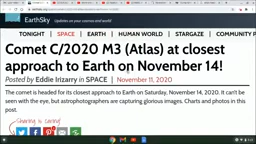 EarthSky
Updates on your cosmos and world
TONIGHT | SPACE | EARTH | HUMAN WORLD | STARGAZE | COMMUNITY P
Comet C/2020 M3 (Atlas) at closest
approach to Earth on November 14!
Posted by Eddie Irizarry in SPACE | November 11, 2020
The comet is headed for its closest approach to Earth on Saturday, November 14, 2020. It can't be
seen with the eye, but astrophotographers are capturing glorious images. Charts and photos in this
post.
Sharing is caring!